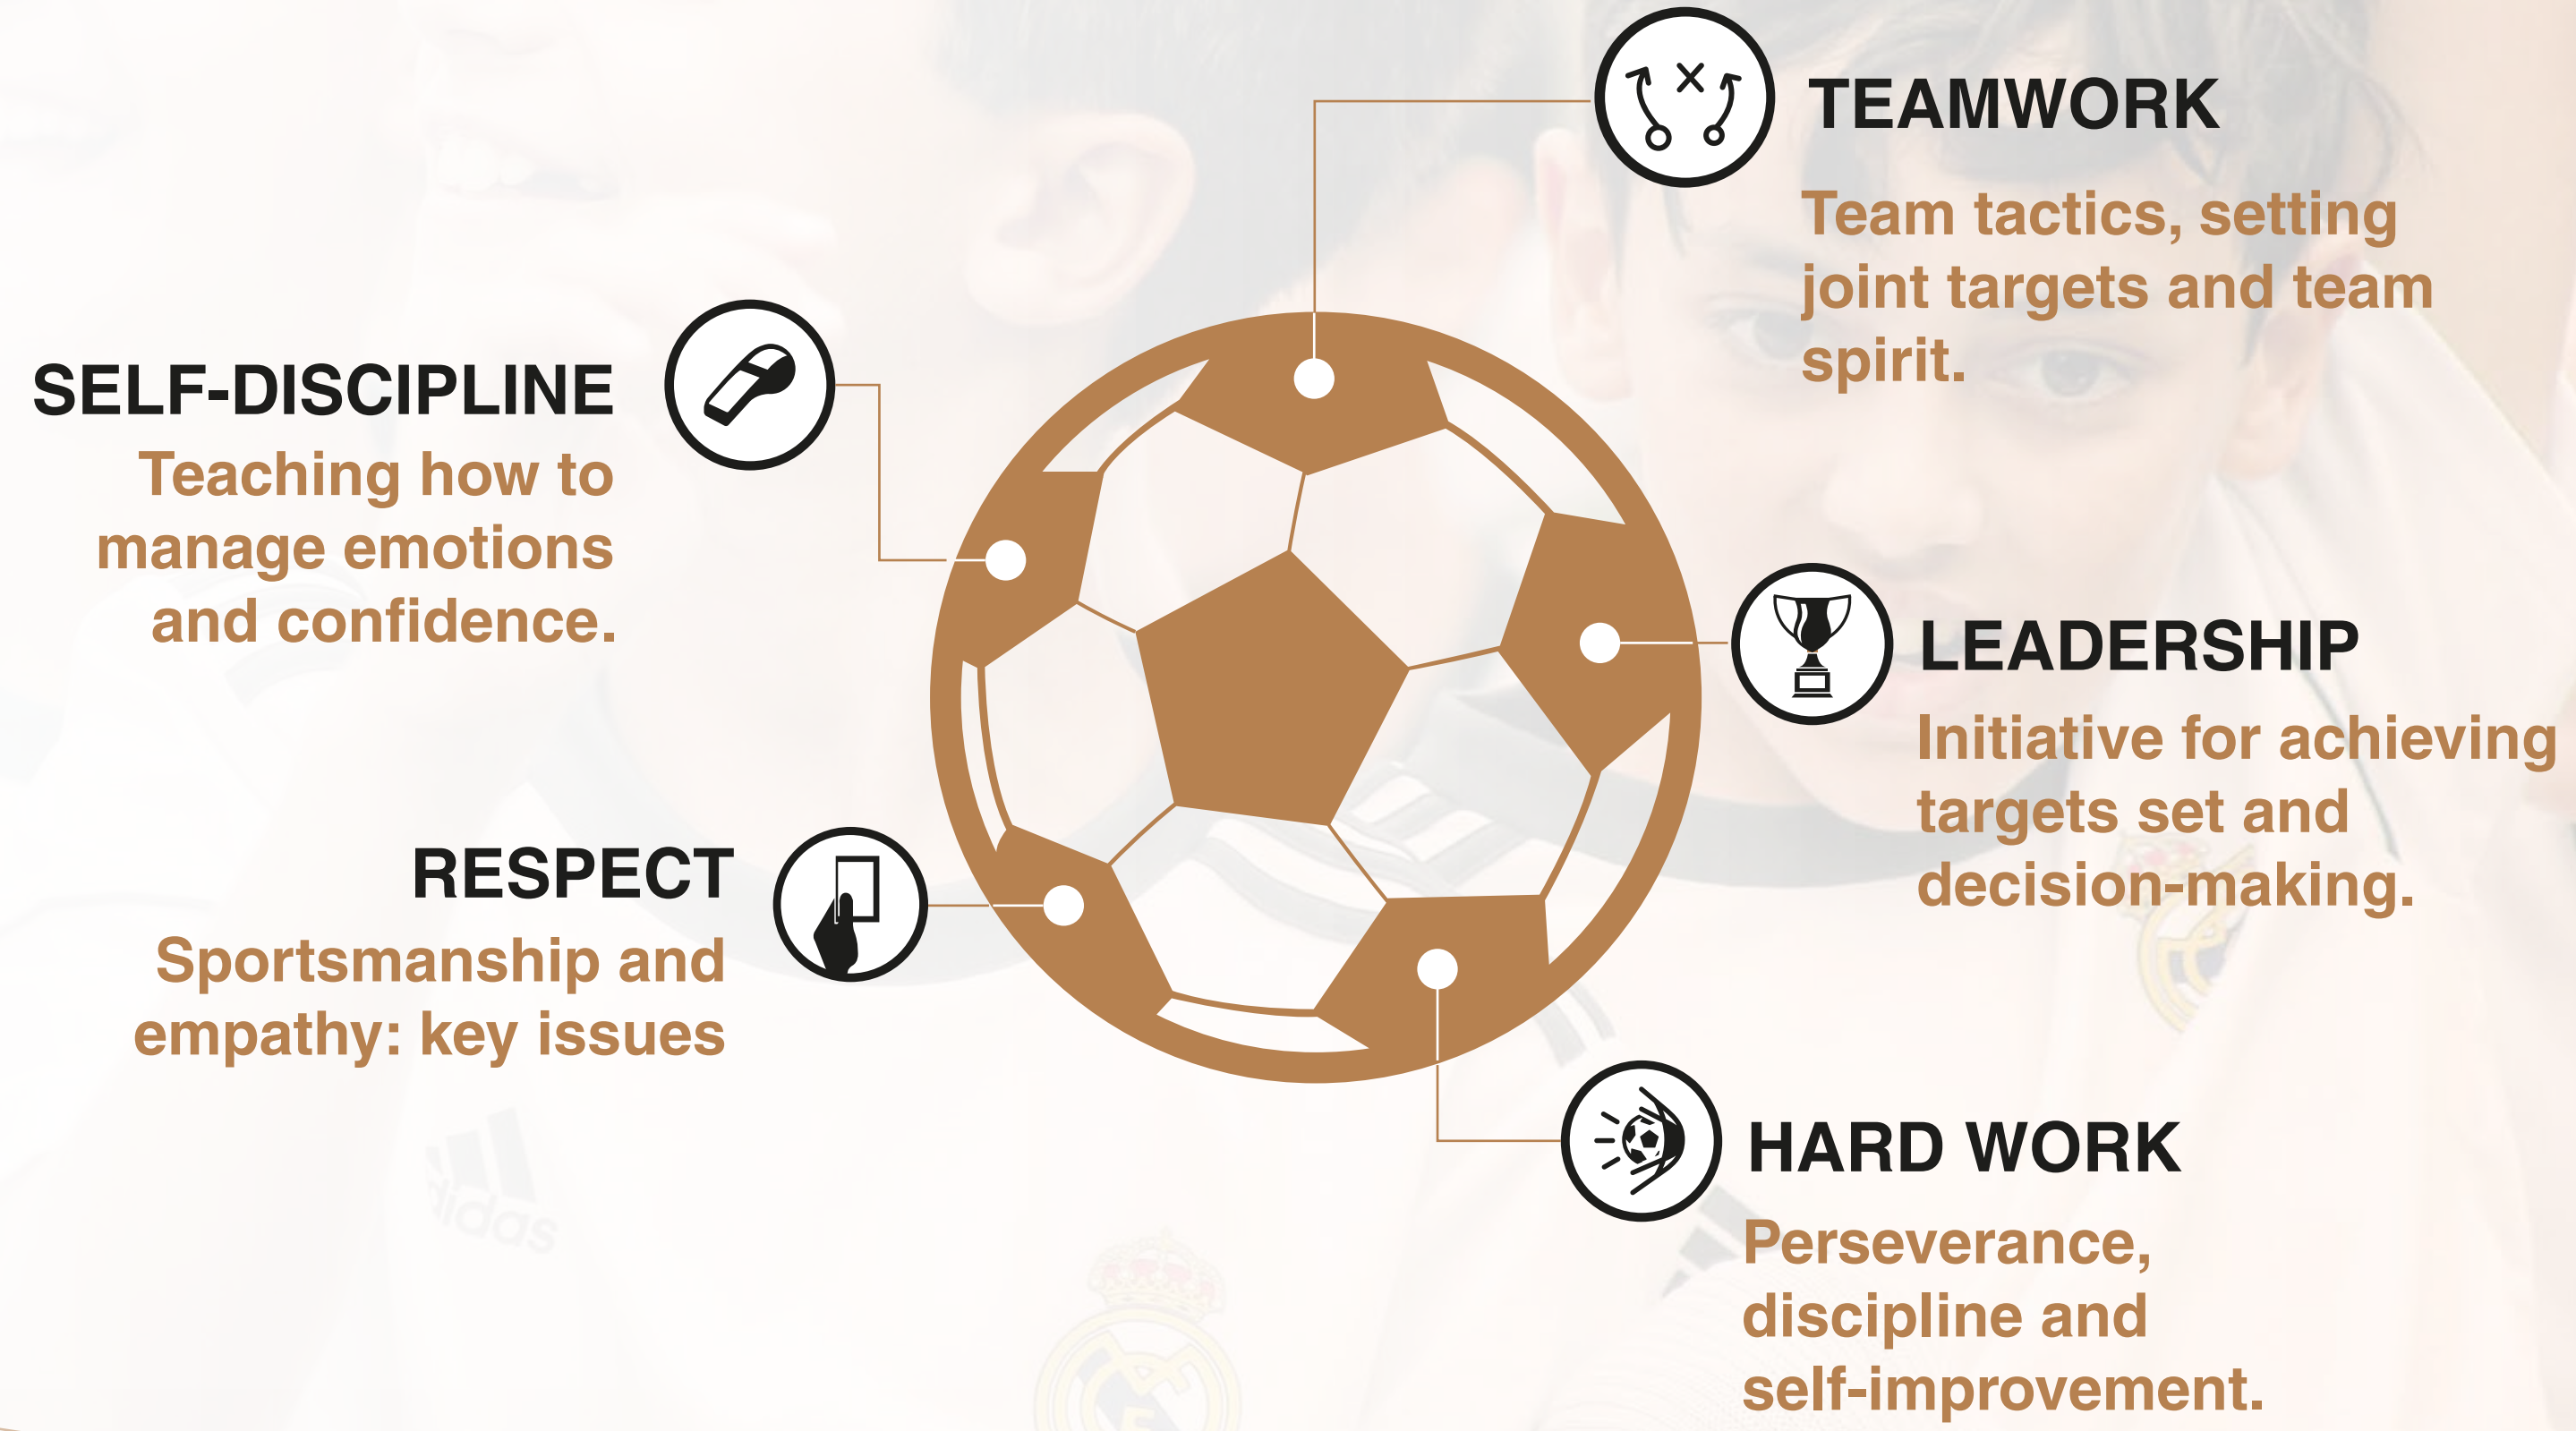 TEAMWORK
Team tactics, setting
joint targets and team
spirit.
SELF-DISCIPLINE
Teaching how to
manage emotions
and confidence.
LEADERSHIP
Initiative for achieving
targets set and
decision-making.
RESPECT
Sportsmanship and
empathy: key issues
HARD WORK
Perseverance,
discipline and
self-improvement.
adidas